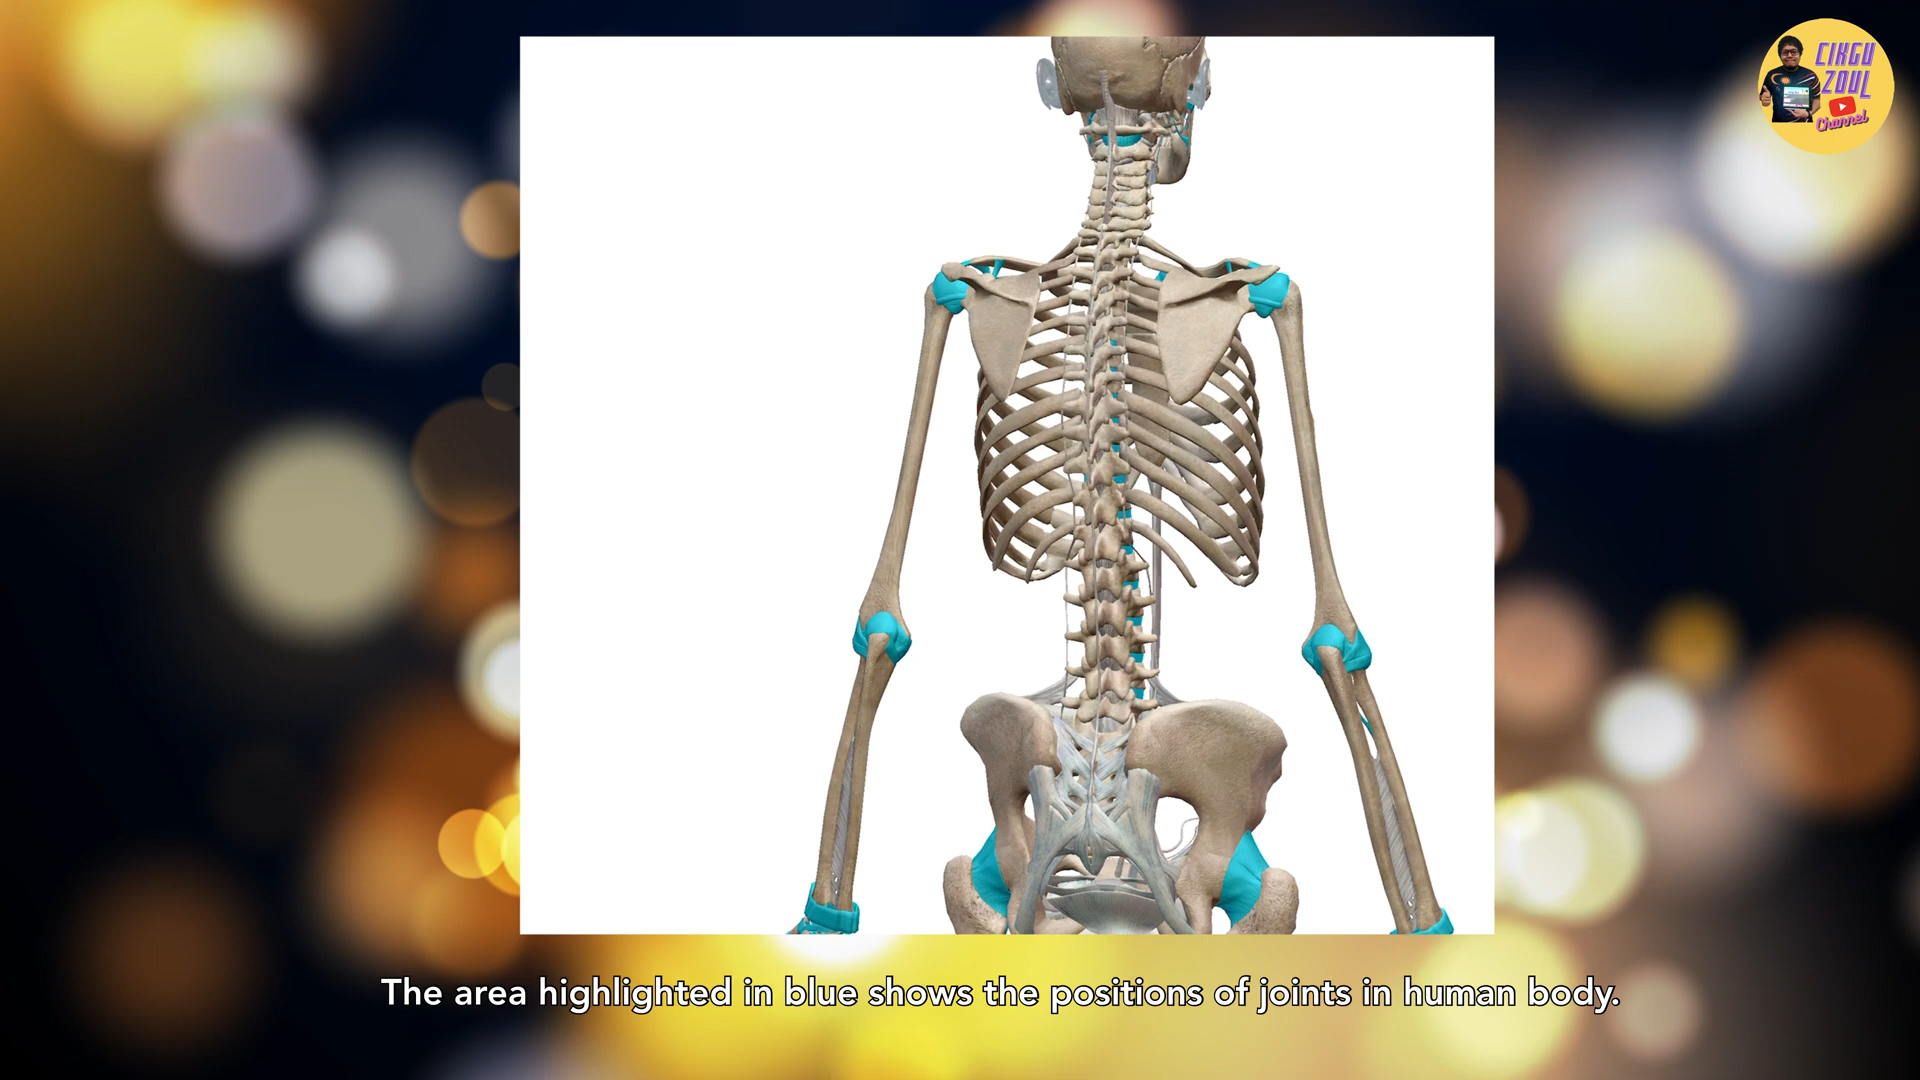 CIKGU
ZOUL
Channel
The area highlighted in blue shows the positions of joints in human body.